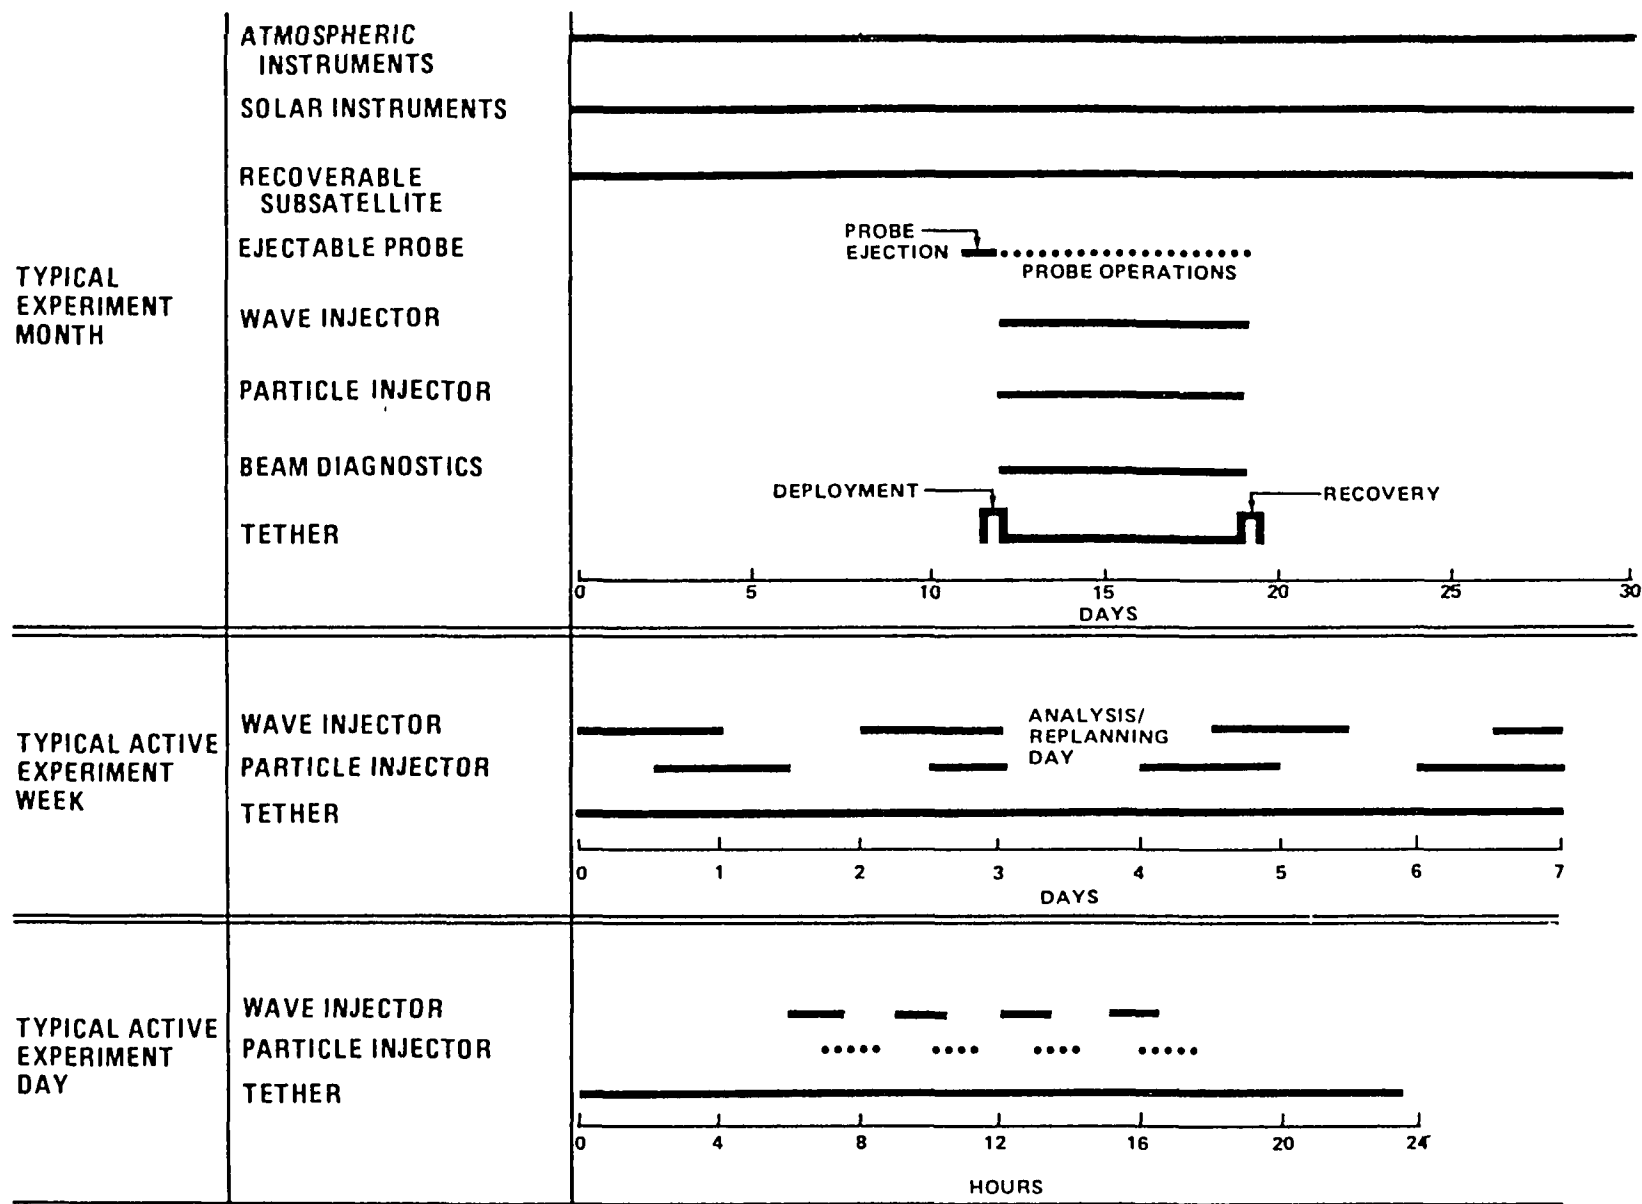 ATMOSPHERIC
INSTRUMENTS
SOLAR INSTRUMENTS
RECOVERABLE
SUBSATELLITE
EJECTABLE PROBE
PROBE
EJECTION
PROBE OPERATIONS
TYPICAL
EXPERIMENT
MONTH
WAVE INJECTOR
PARTICLE INJECTOR
BEAM DIAGNOSTICS
DEPLOYMENT
RECOVERY
TETHER
0 5 10 15 20 25 30
DAYS
TYPICAL ACTIVE
EXPERIMENT
WEEK
WAVE INJECTOR
ANALYSIS/
REPLANNING
DAY
PARTICLE INJECTOR
TETHER
0 1 2 3 4 5 6 7
DAYS
TYPICAL ACTIVE
EXPERIMENT
DAY
WAVE INJECTOR
PARTICLE INJECTOR
TETHER
0 4 8 12 16 20 24
HOURS